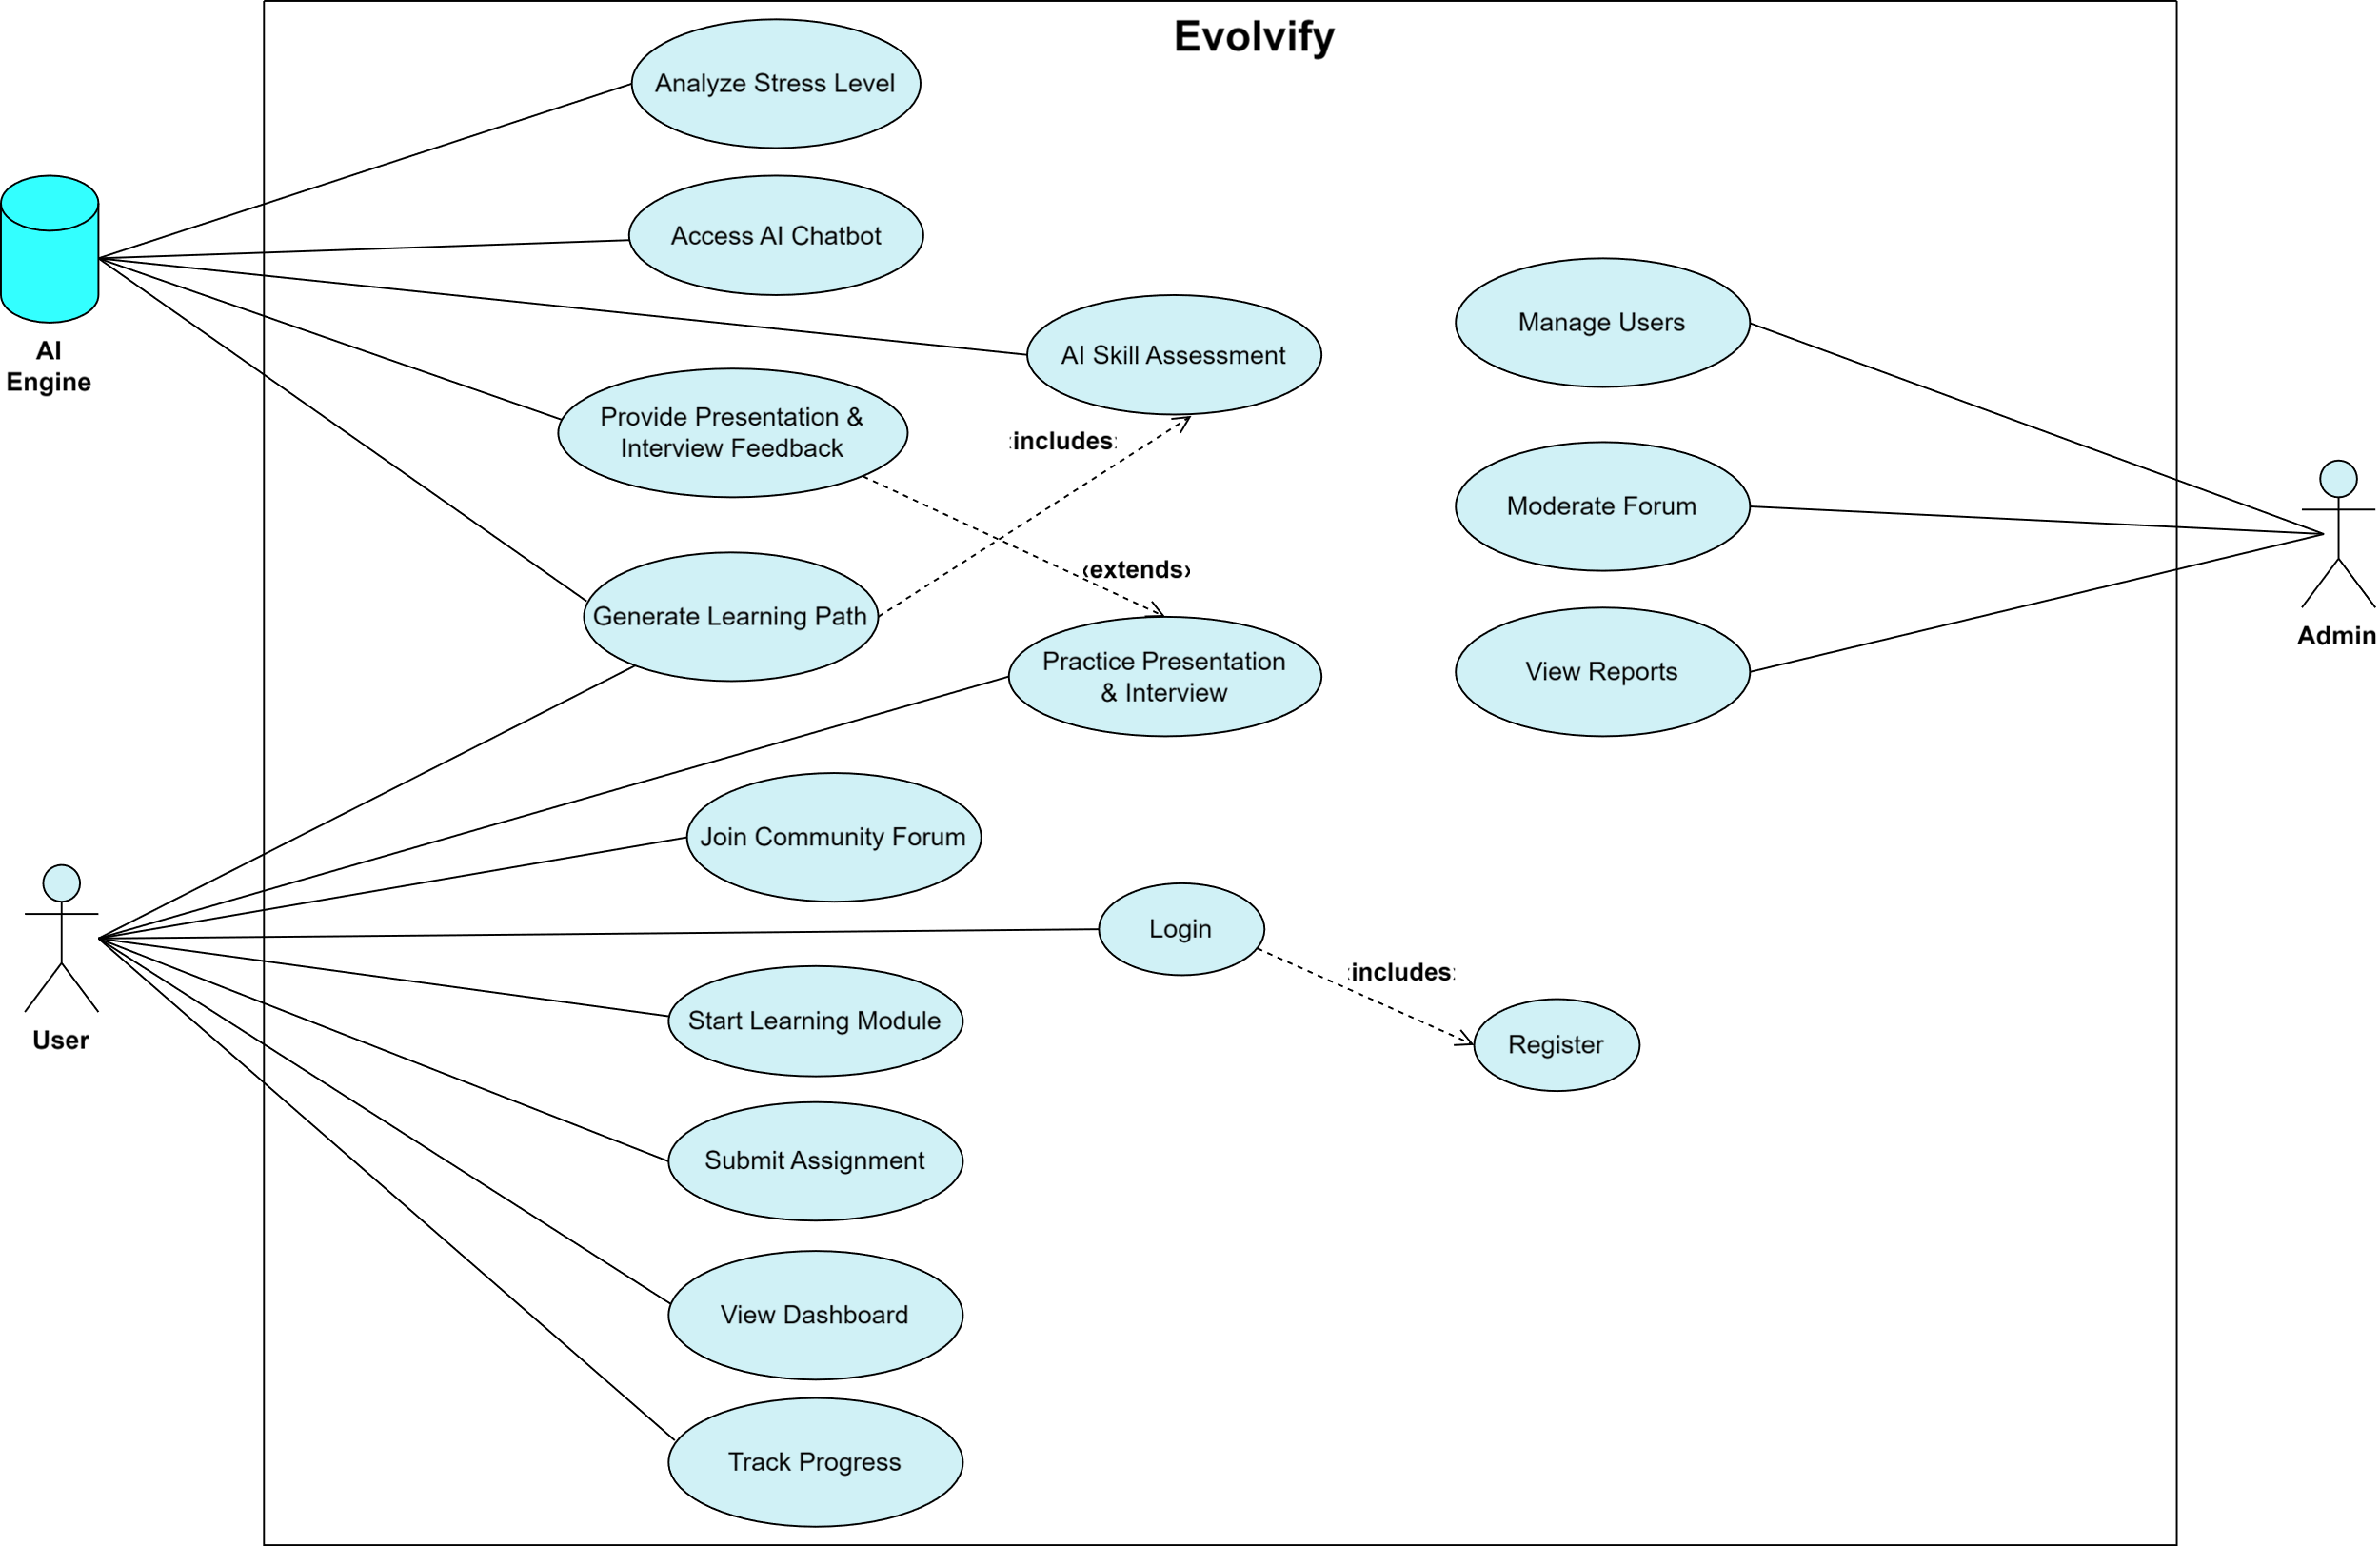 Evolvify
Analyze Stress Level
Access AI Chatbot
AI
Engine
AI Skill Assessment
Manage Users
Provide Presentation &
Interview Feedback
includes
Moderate Forum
extends
Generate Learning Path
Admin
Practice Presentation
& Interview
View Reports
Join Community Forum
Login
includes
Start Learning Module
User
Register
Submit Assignment
View Dashboard
Track Progress